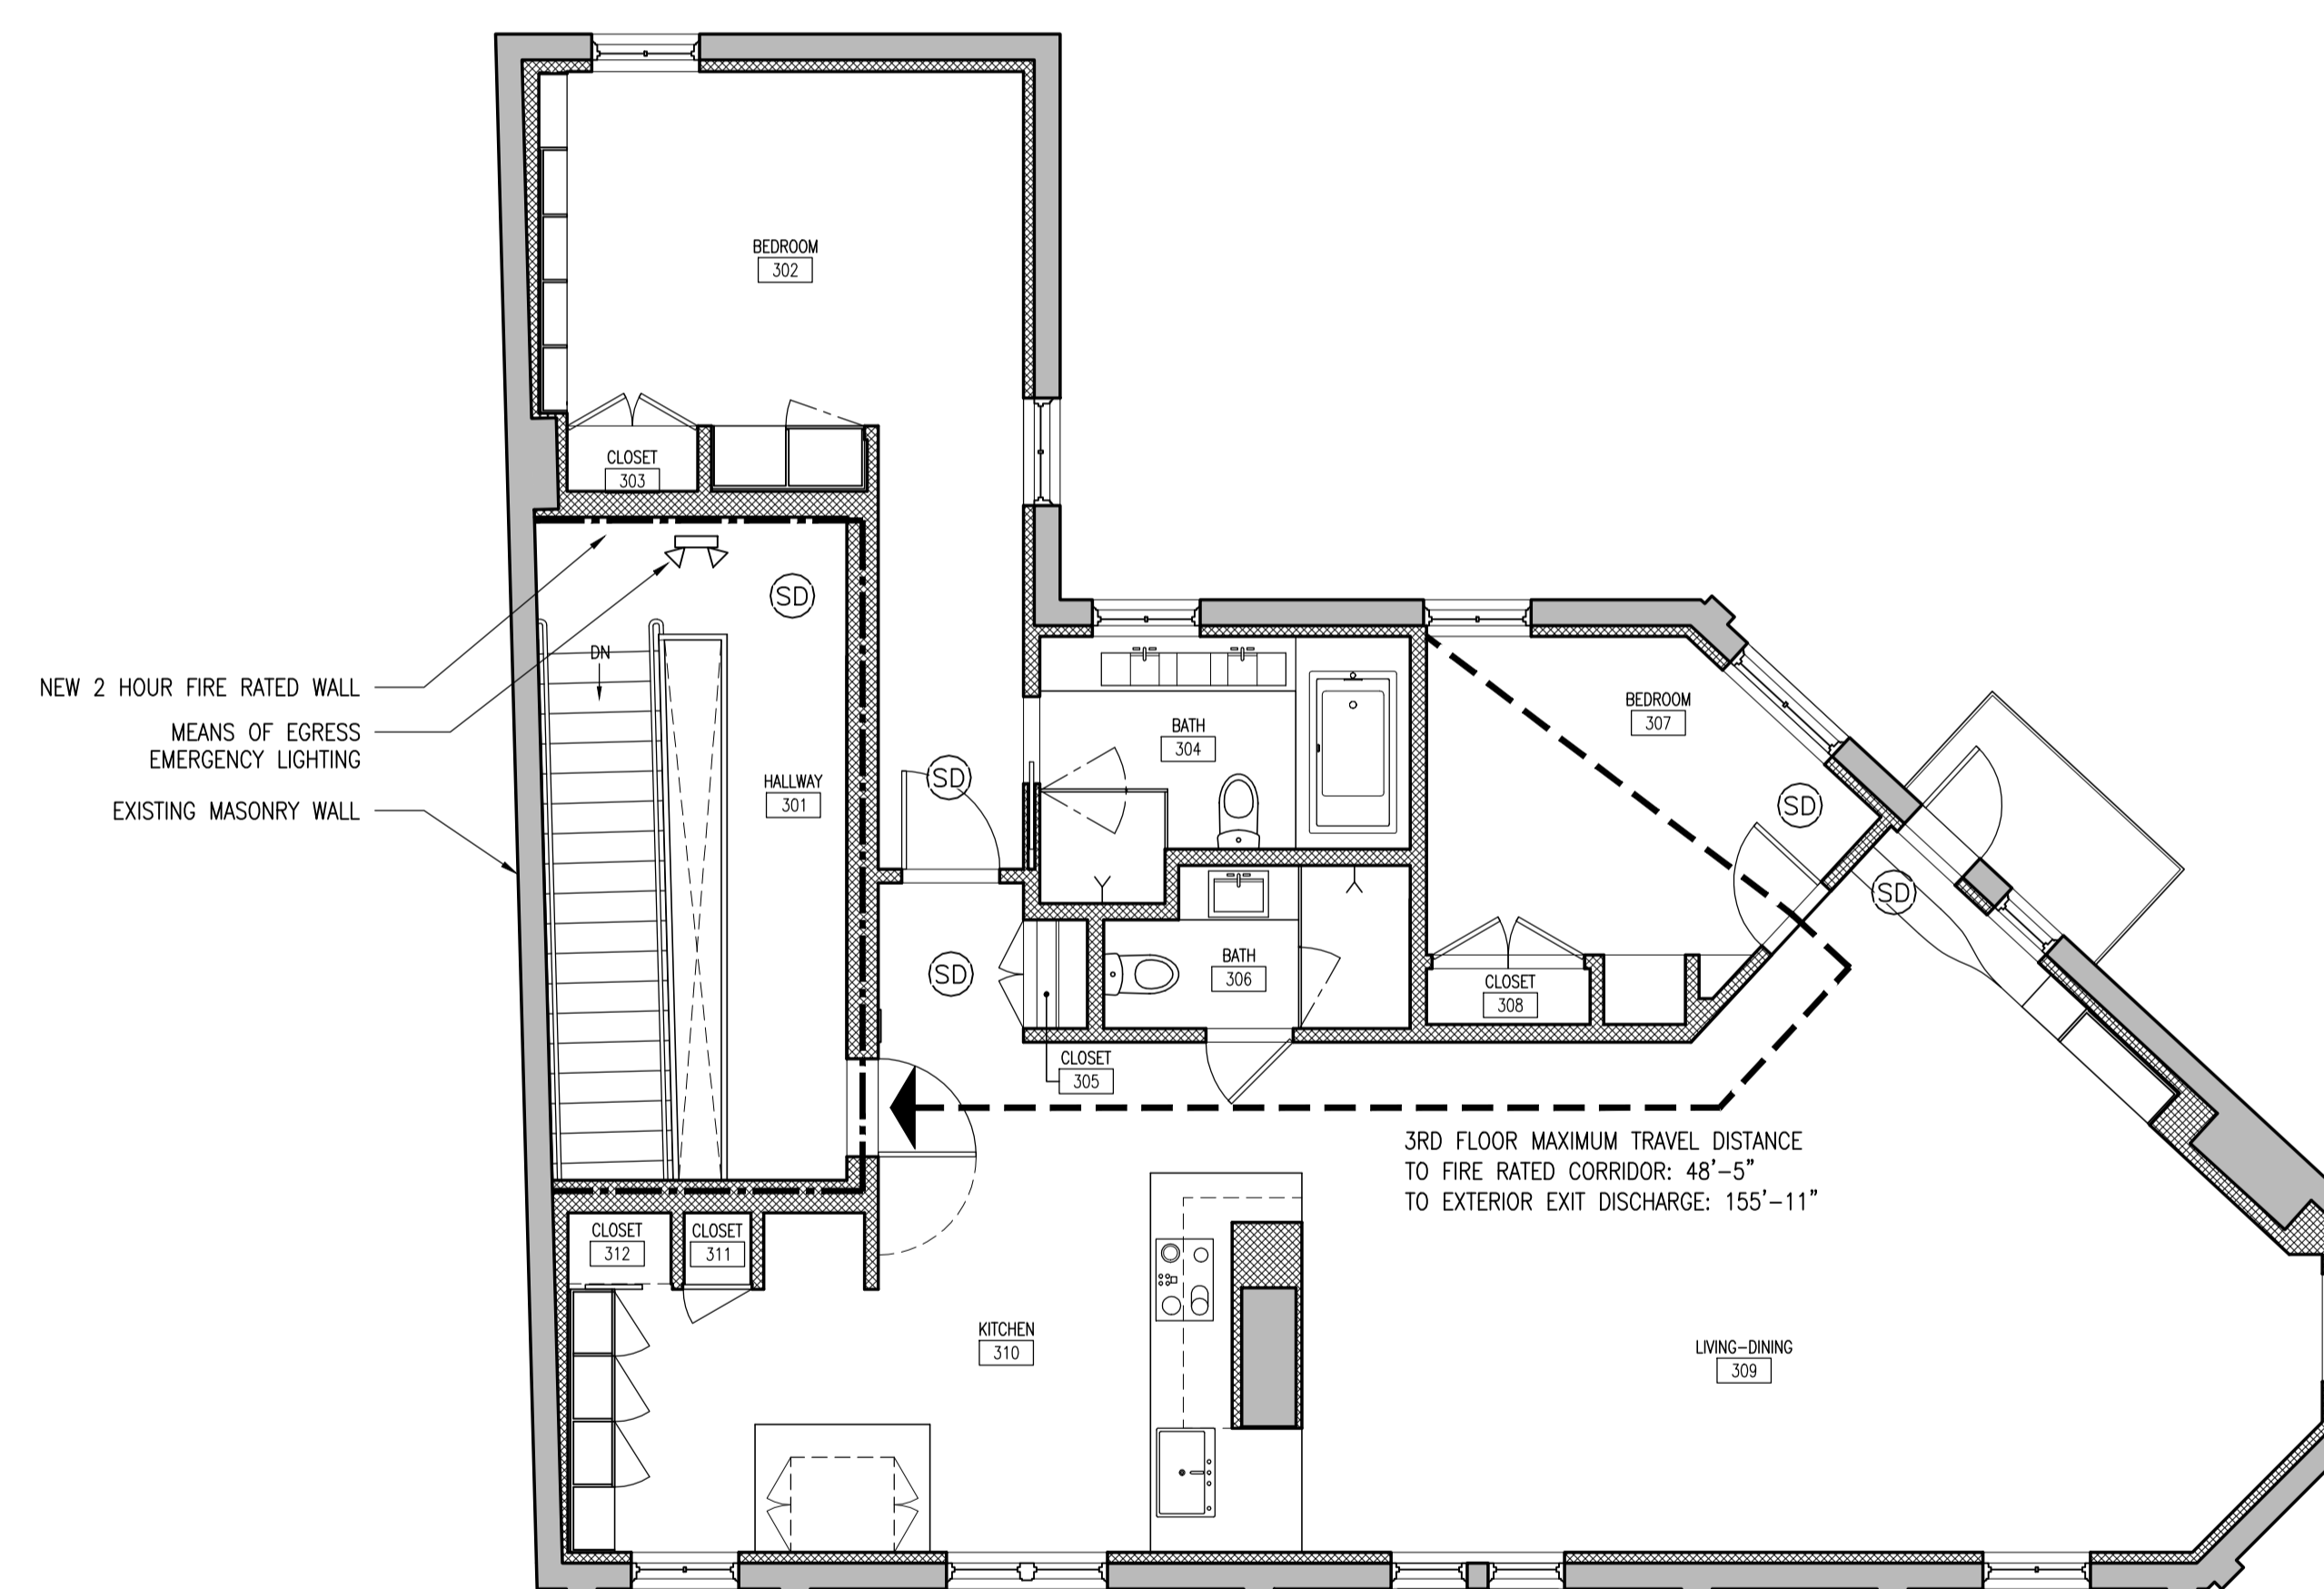 BEDROOM
302
CLOSET
303
SD
DN
NEW 2 HOUR FIRE RATED WALL
MEANS OF EGRESS
EMERGENCY LIGHTING
EXISTING MASONRY WALL
HALLWAY
301
SD
BATH
304
BEDROOM
307
SD
SD
SD
BATH
306
CLOSET
308
CLOSET
305
3RD FLOOR MAXIMUM TRAVEL DISTANCE
TO FIRE RATED CORRIDOR: 48'-5"
TO EXTERIOR EXIT DISCHARGE: 155'-11"
CLOSET
312
CLOSET
311
KITCHEN
310
LIVING-DINING
309